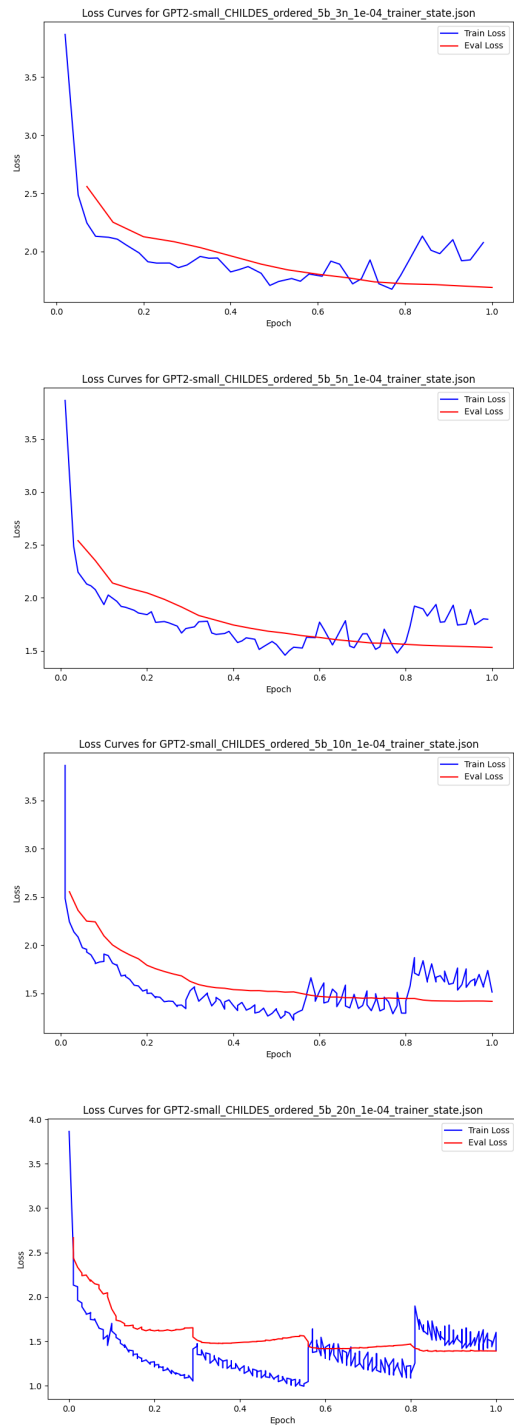 Loss Curves for GPT2-small_CHILDES_ordered_5b_3n_1e-04_trainer_state.json
Train Loss
Eval Loss
3.5
3.0
2.5
2.0
Loss
0.0 0.2 0.4 0.6 0.8 1.0
Epoch
Loss Curves for GPT2-small_CHILDES_ordered_5b_5n_1e-04_trainer_state.json
Train Loss
Eval Loss
3.5
3.0
2.5
2.0
1.5
Loss
0.0 0.2 0.4 0.6 0.8 1.0
Epoch
Loss Curves for GPT2-small_CHILDES_ordered_5b_10n_1e-04_trainer_state.json
Train Loss
Eval Loss
3.5
3.0
2.5
2.0
1.5
Loss
0.0 0.2 0.4 0.6 0.8 1.0
Epoch
Loss Curves for GPT2-small_CHILDES_ordered_5b_20n_1e-04_trainer_state.json
Train Loss
Eval Loss
4.0
3.5
3.0
2.5
2.0
1.5
1.0
Loss
0.0 0.2 0.4 0.6 0.8 1.0
Epoch